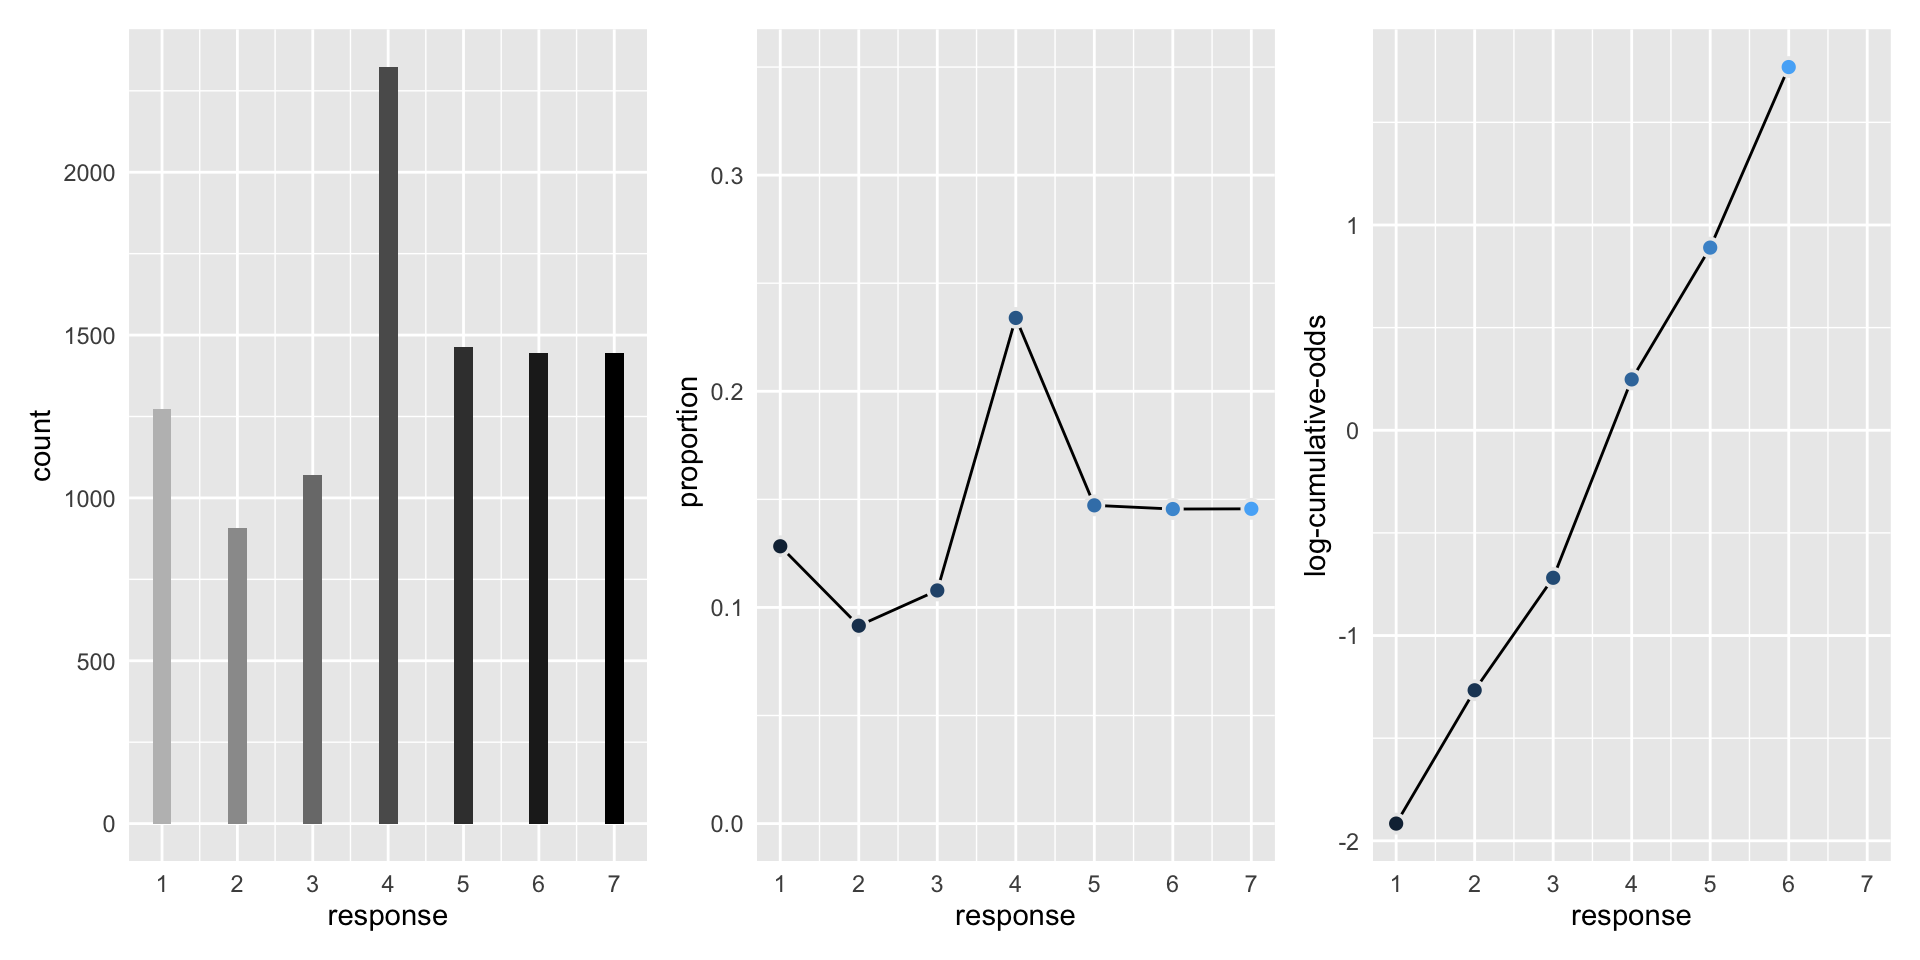 count
2000
1500
1000
500
0
1 2 3 4 5 6 7
response
proportion
0.3
0.2
0.1
0.0
1 2 3 4 5 6 7
response
log-cumulative-odds
1
0
-1
-2
1 2 3 4 5 6 7
response